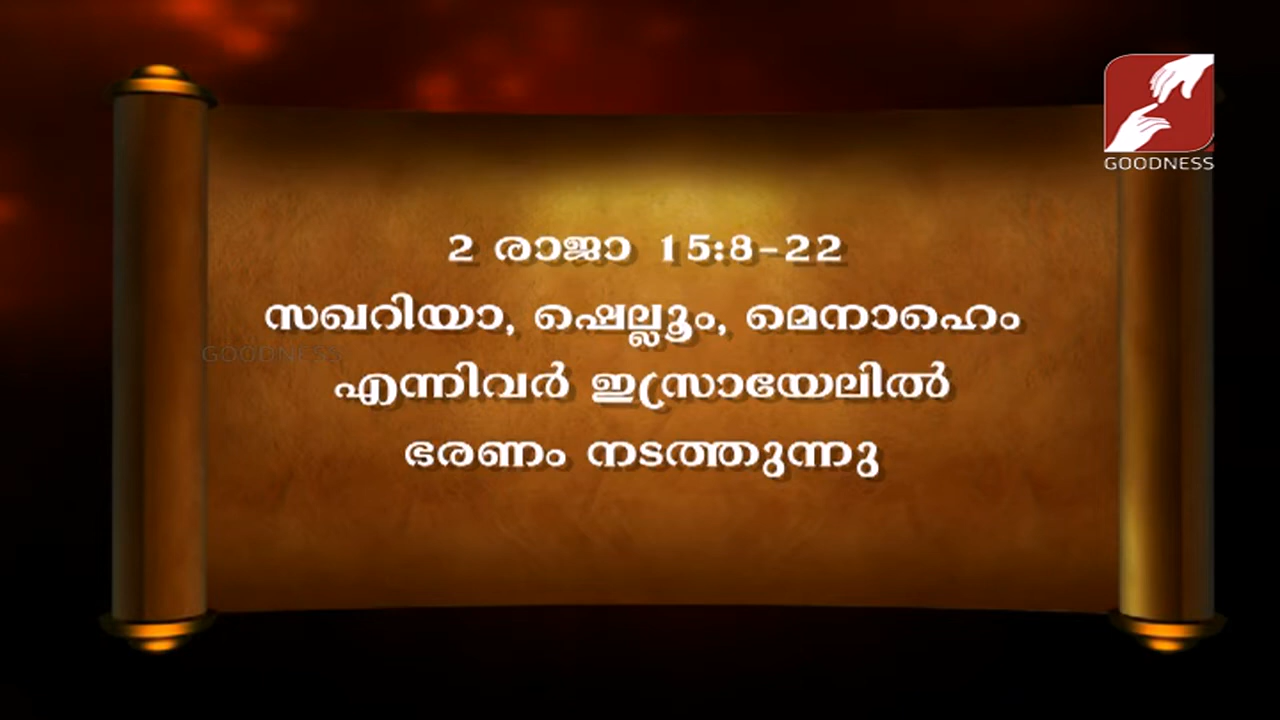 GOODNESS
2 രാജാ 15:8-22
സഖറിയാ, ഷെല്ലൂം, മെനാഹെം
GOODNESS
എന്നിവർ ഇസ്രായേലിൽ
ഭരണം നടത്തുന്നു